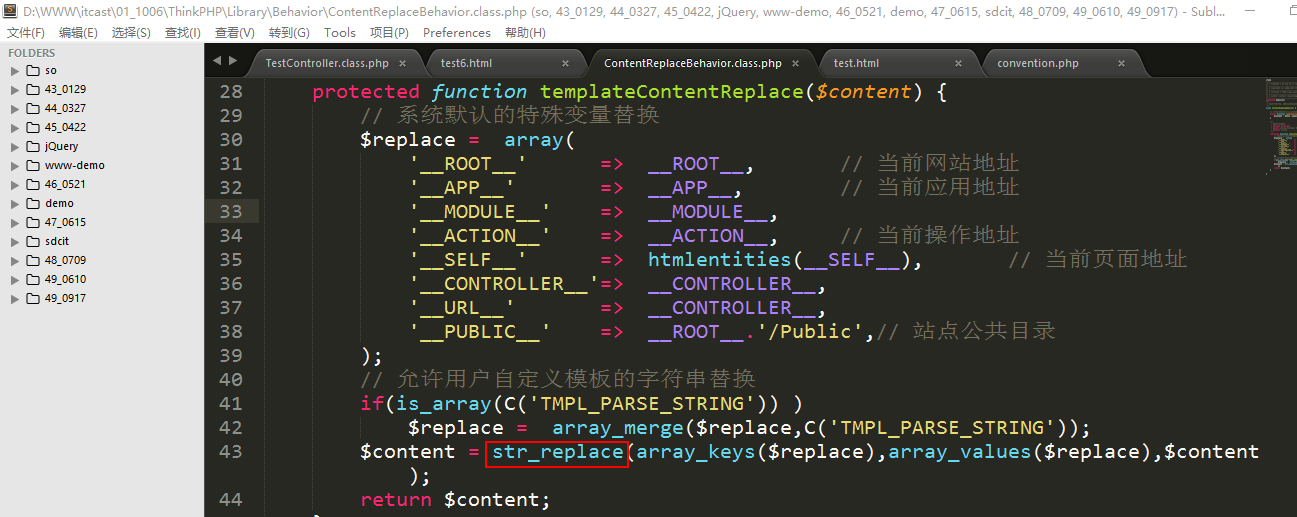 D:\WWW\itcast\01_1006\ThinkPHP\Library\Behavior\ContentReplaceBehavior.class.php (so, 43_0129, 44_0327, 45_0422, jQuery, www-demo, 46_0521, demo, 47_0615, sdcit, 48_0709, 49_0610, 49_0917) - Subl...
文件(F) 编辑(E) 选择(S) 查找(I) 查看(V) 转到(G) Tools 项目(P) Preferences 帮助(H)
FOLDERS
so
43_0129
44_0327
45_0422
jQuery
www-demo
46_0521
demo
47_0615
sdcit
48_0709
49_0610
49_0917
TestController.class.php × test6.html × ContentReplaceBehavior.class.php × test.html × convention.php ×
28 protected function templateContentReplace($content) {
29 // 系统默认的特殊变量替换
30 $replace = array(
31 '__ROOT__' => __ROOT__, // 当前网站地址
32 '__APP__' => __APP__, // 当前应用地址
33 '__MODULE__' => __MODULE__,
34 '__ACTION__' => __ACTION__, // 当前操作地址
35 '__SELF__' => htmlentities(__SELF__), // 当前页面地址
36 '__CONTROLLER__'=> __CONTROLLER__,
37 '__URL__' => __CONTROLLER__,
38 '__PUBLIC__' => __ROOT__.'/Public',// 站点公共目录
39 );
40 // 允许用户自定义模板的字符串替换
41 if(is_array(C('TMPL_PARSE_STRING')) )
42 $replace = array_merge($replace,C('TMPL_PARSE_STRING'));
43 $content = str_replace(array_keys($replace),array_values($replace),$content
);
44 return $content;